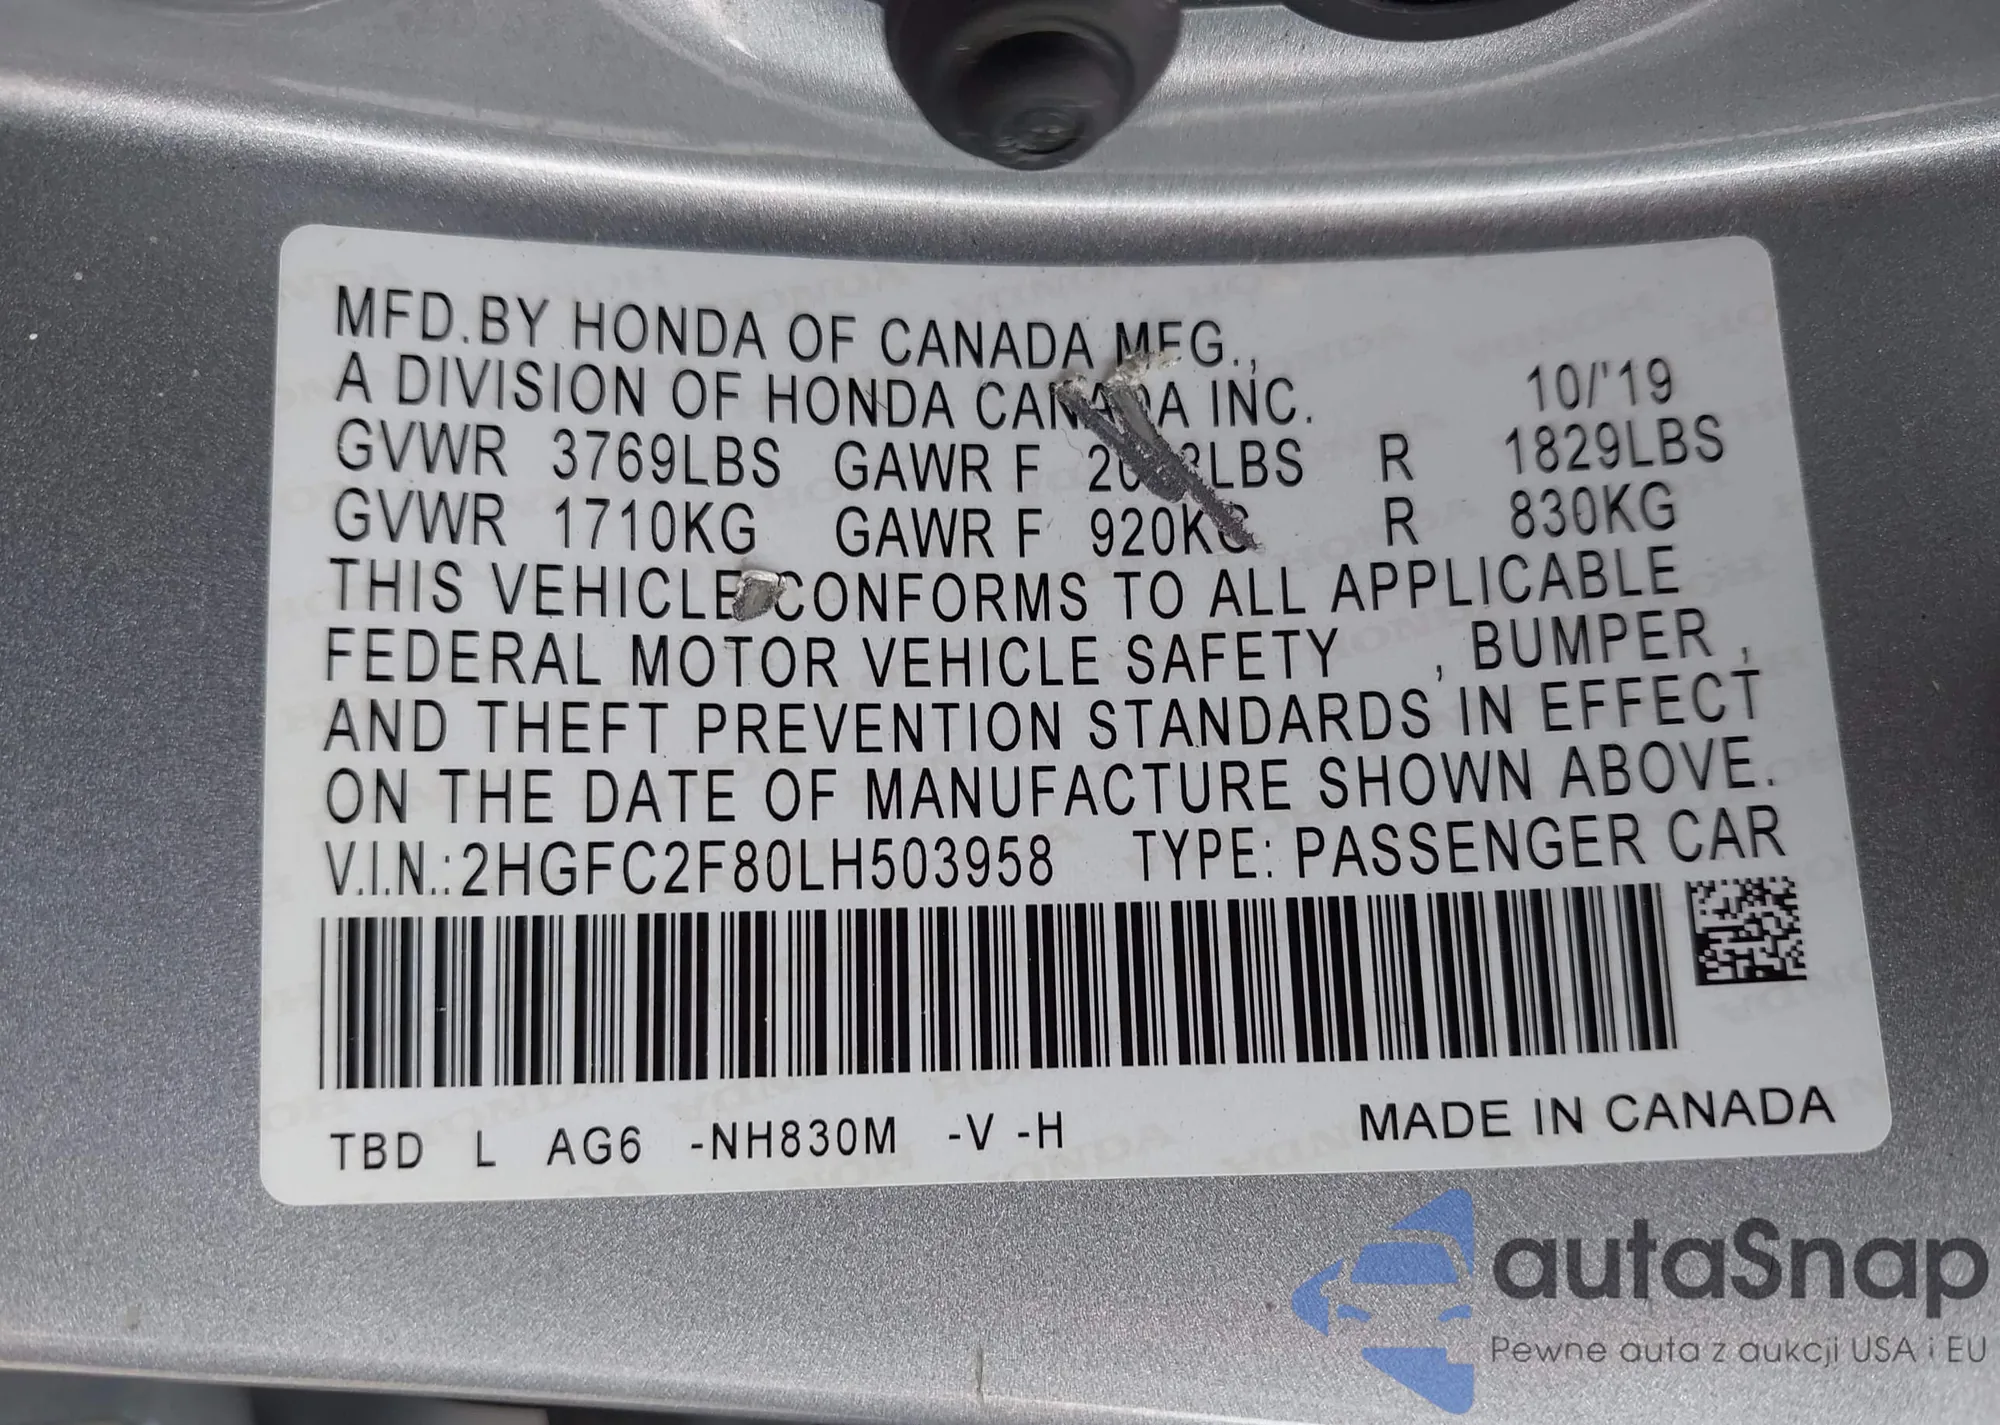 MFD.BY HONDA OF CANADA MFG.,
A DIVISION OF HONDA CANADA INC. 10/'19
GVWR 3769LBS GAWR F LBS R 1829LBS
GVWR 1710KG GAWR F 920KG R 830KG
THIS VEHICLE CONFORMS TO ALL APPLICABLE
FEDERAL MOTOR VEHICLE SAFETY , BUMPER ,
AND THEFT PREVENTION STANDARDS IN EFFECT
ON THE DATE OF MANUFACTURE SHOWN ABOVE.
V.I.N.:2HGFC2F80LH503958 TYPE: PASSENGER CAR
TBD L AG6 -NH830M -V -H MADE IN CANADA
autaSnap
Pewne auta z aukcji USA i EU